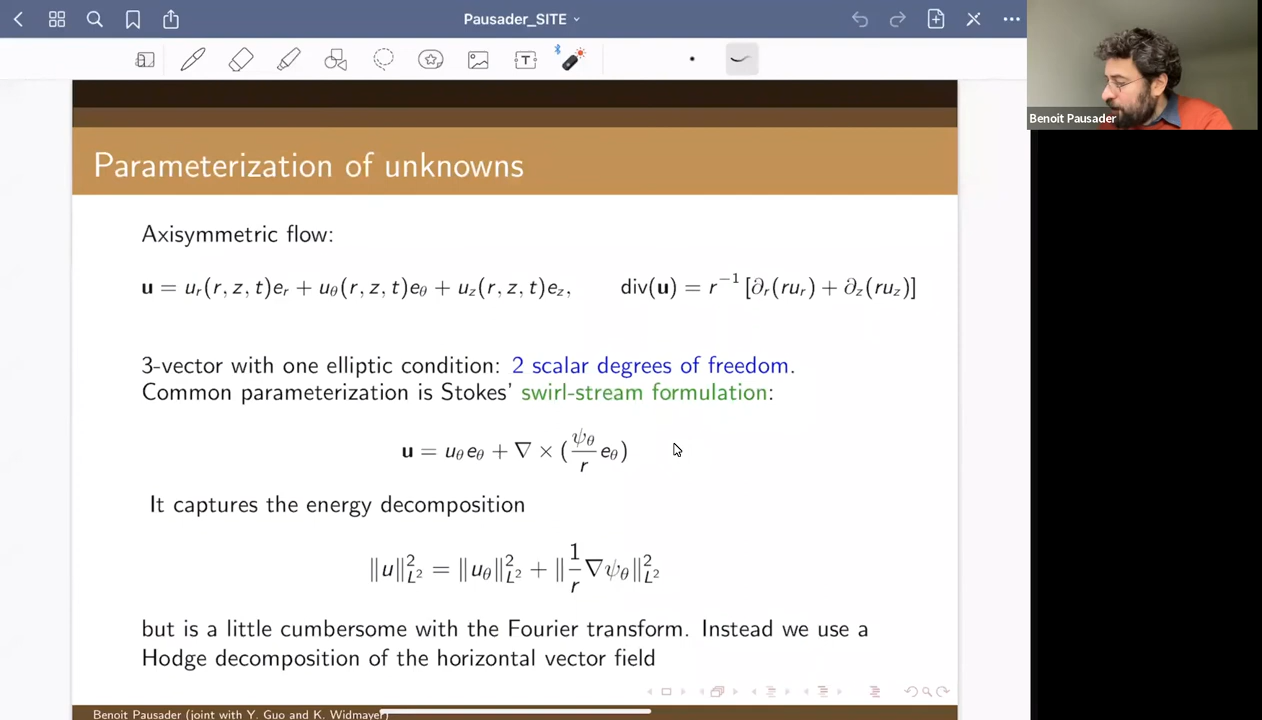 Pausader_SITE
Benoit Pausader
Parameterization of unknowns
Axisymmetric flow:
u = u_r(r, z, t)e_r + u_θ(r, z, t)e_θ + u_z(r, z, t)e_z, div(u) = r^{-1} [∂_r(ru_r) + ∂_z(ru_z)]
3-vector with one elliptic condition: 2 scalar degrees of freedom.
Common parameterization is Stokes' swirl-stream formulation:
u = u_θ e_θ + ∇ × (ψ_θ/r e_θ)
It captures the energy decomposition
‖u‖²_{L²} = ‖u_θ‖²_{L²} + ‖1/r ∇ψ_θ‖²_{L²}
but is a little cumbersome with the Fourier transform. Instead we use a
Hodge decomposition of the horizontal vector field
Benoit Pausader (joint with Y. Guo and K. Widmayer)